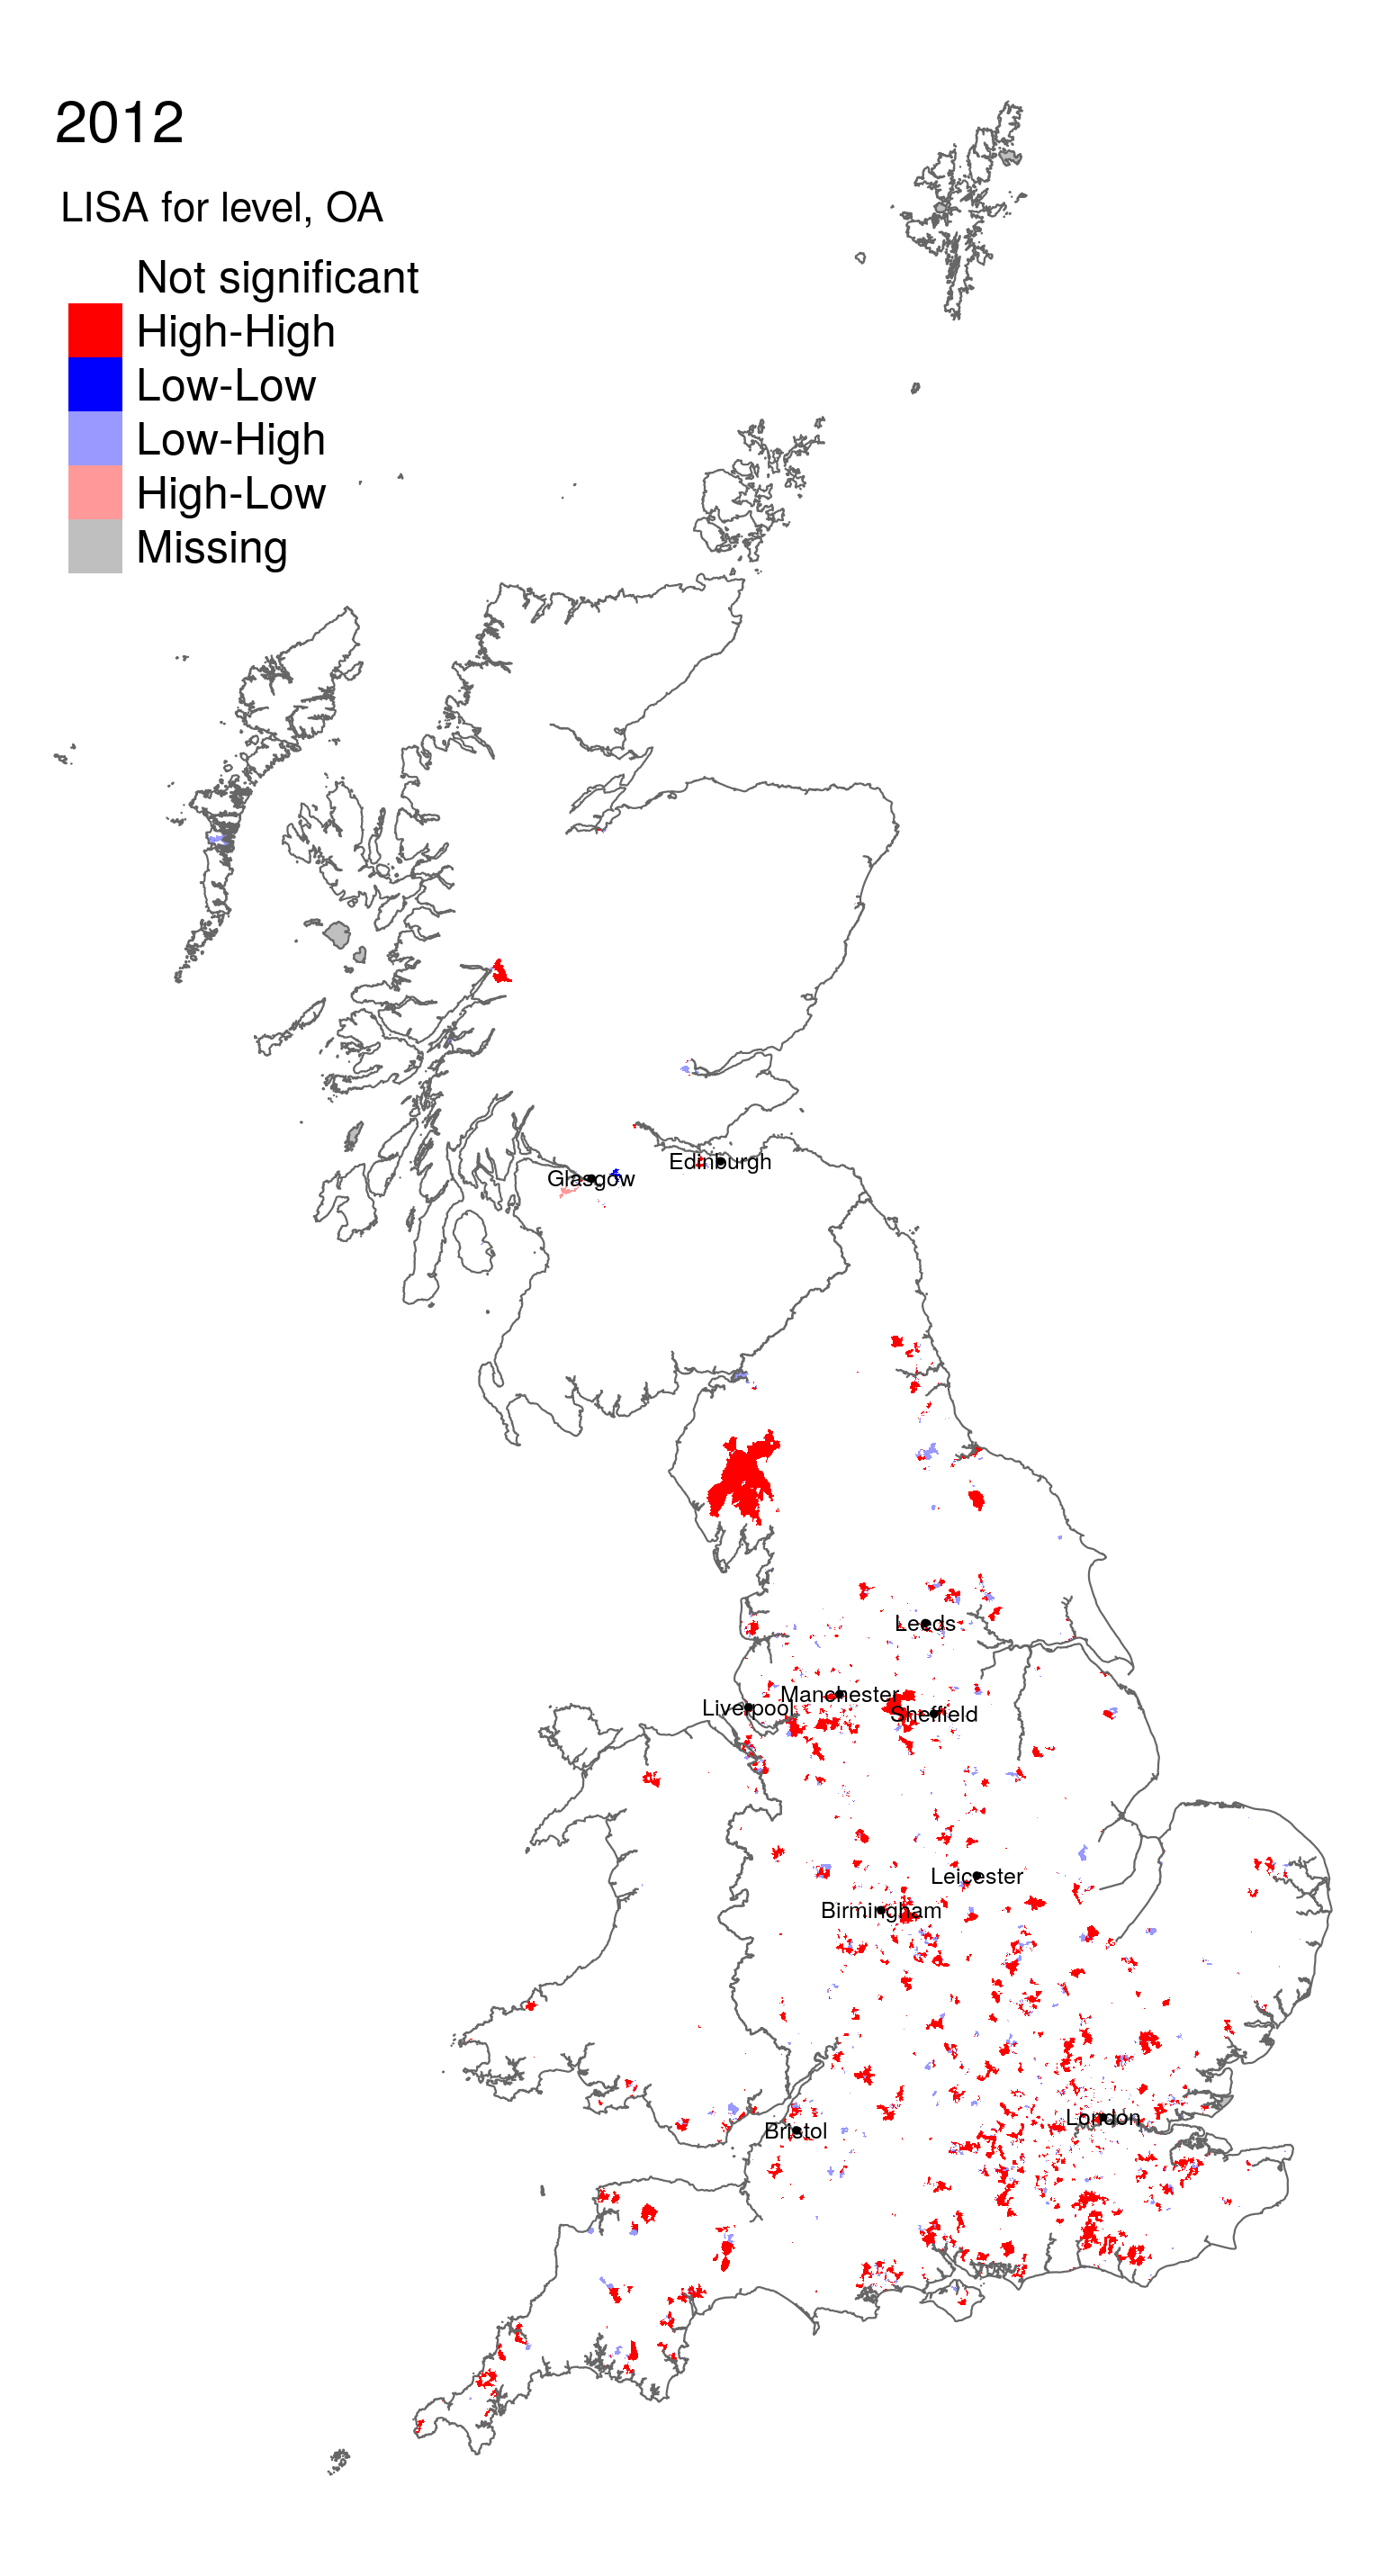 2012
LISA for level, OA
Not significant
High-High
Low-Low
Low-High
High-Low
Missing
Edinburgh
Glasgow
Leeds
Manchester
Liverpool
Sheffield
Leicester
Birmingham
London
Bristol